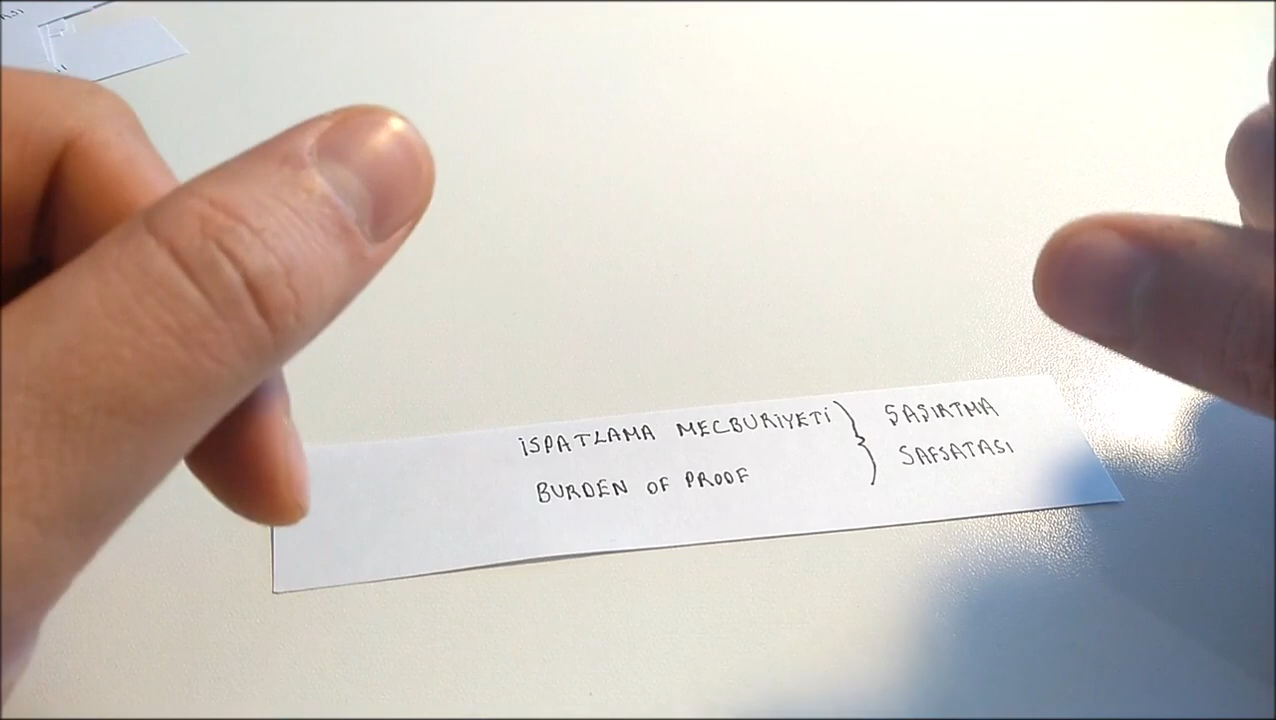 İSPATLAMA MECBURİYETİ } ŞAŞIRTMA
BURDEN OF PROOF } SAFSATASI